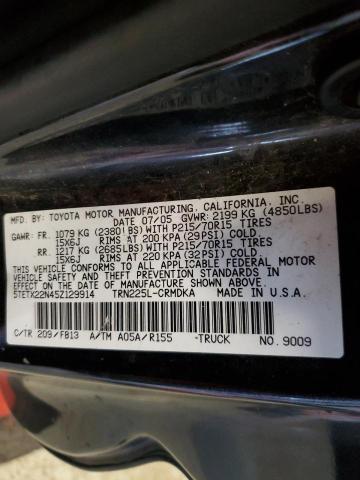 MFD. BY: TOYOTA MOTOR MANUFACTURING, CALIFORNIA, INC.
DATE 07/05 GVWR: 2199 KG (4850LBS)
GAWR: FR. 1079 KG (2380LBS) WITH P215/70R15 TIRES
15X6J RIMS AT 200 KPA (29PSI) COLD
RR. 1217 KG (2685LBS) WITH P215/70R15 TIRES
15X6J RIMS AT 220 KPA (32PSI) COLD
THIS VEHICLE CONFORMS TO ALL APPLICABLE FEDERAL MOTOR
VEHICLE SAFETY STANDARDS IN EFFECT ON THE DATE
OF MANUFACTURE SHOWN ABOVE.
5TETX22N45Z129914 TRN225L-CRMDKA MADE IN U.S.A.
C/TR 209/FB13 A/TM A05A/R155 -TRUCK NO. 9009